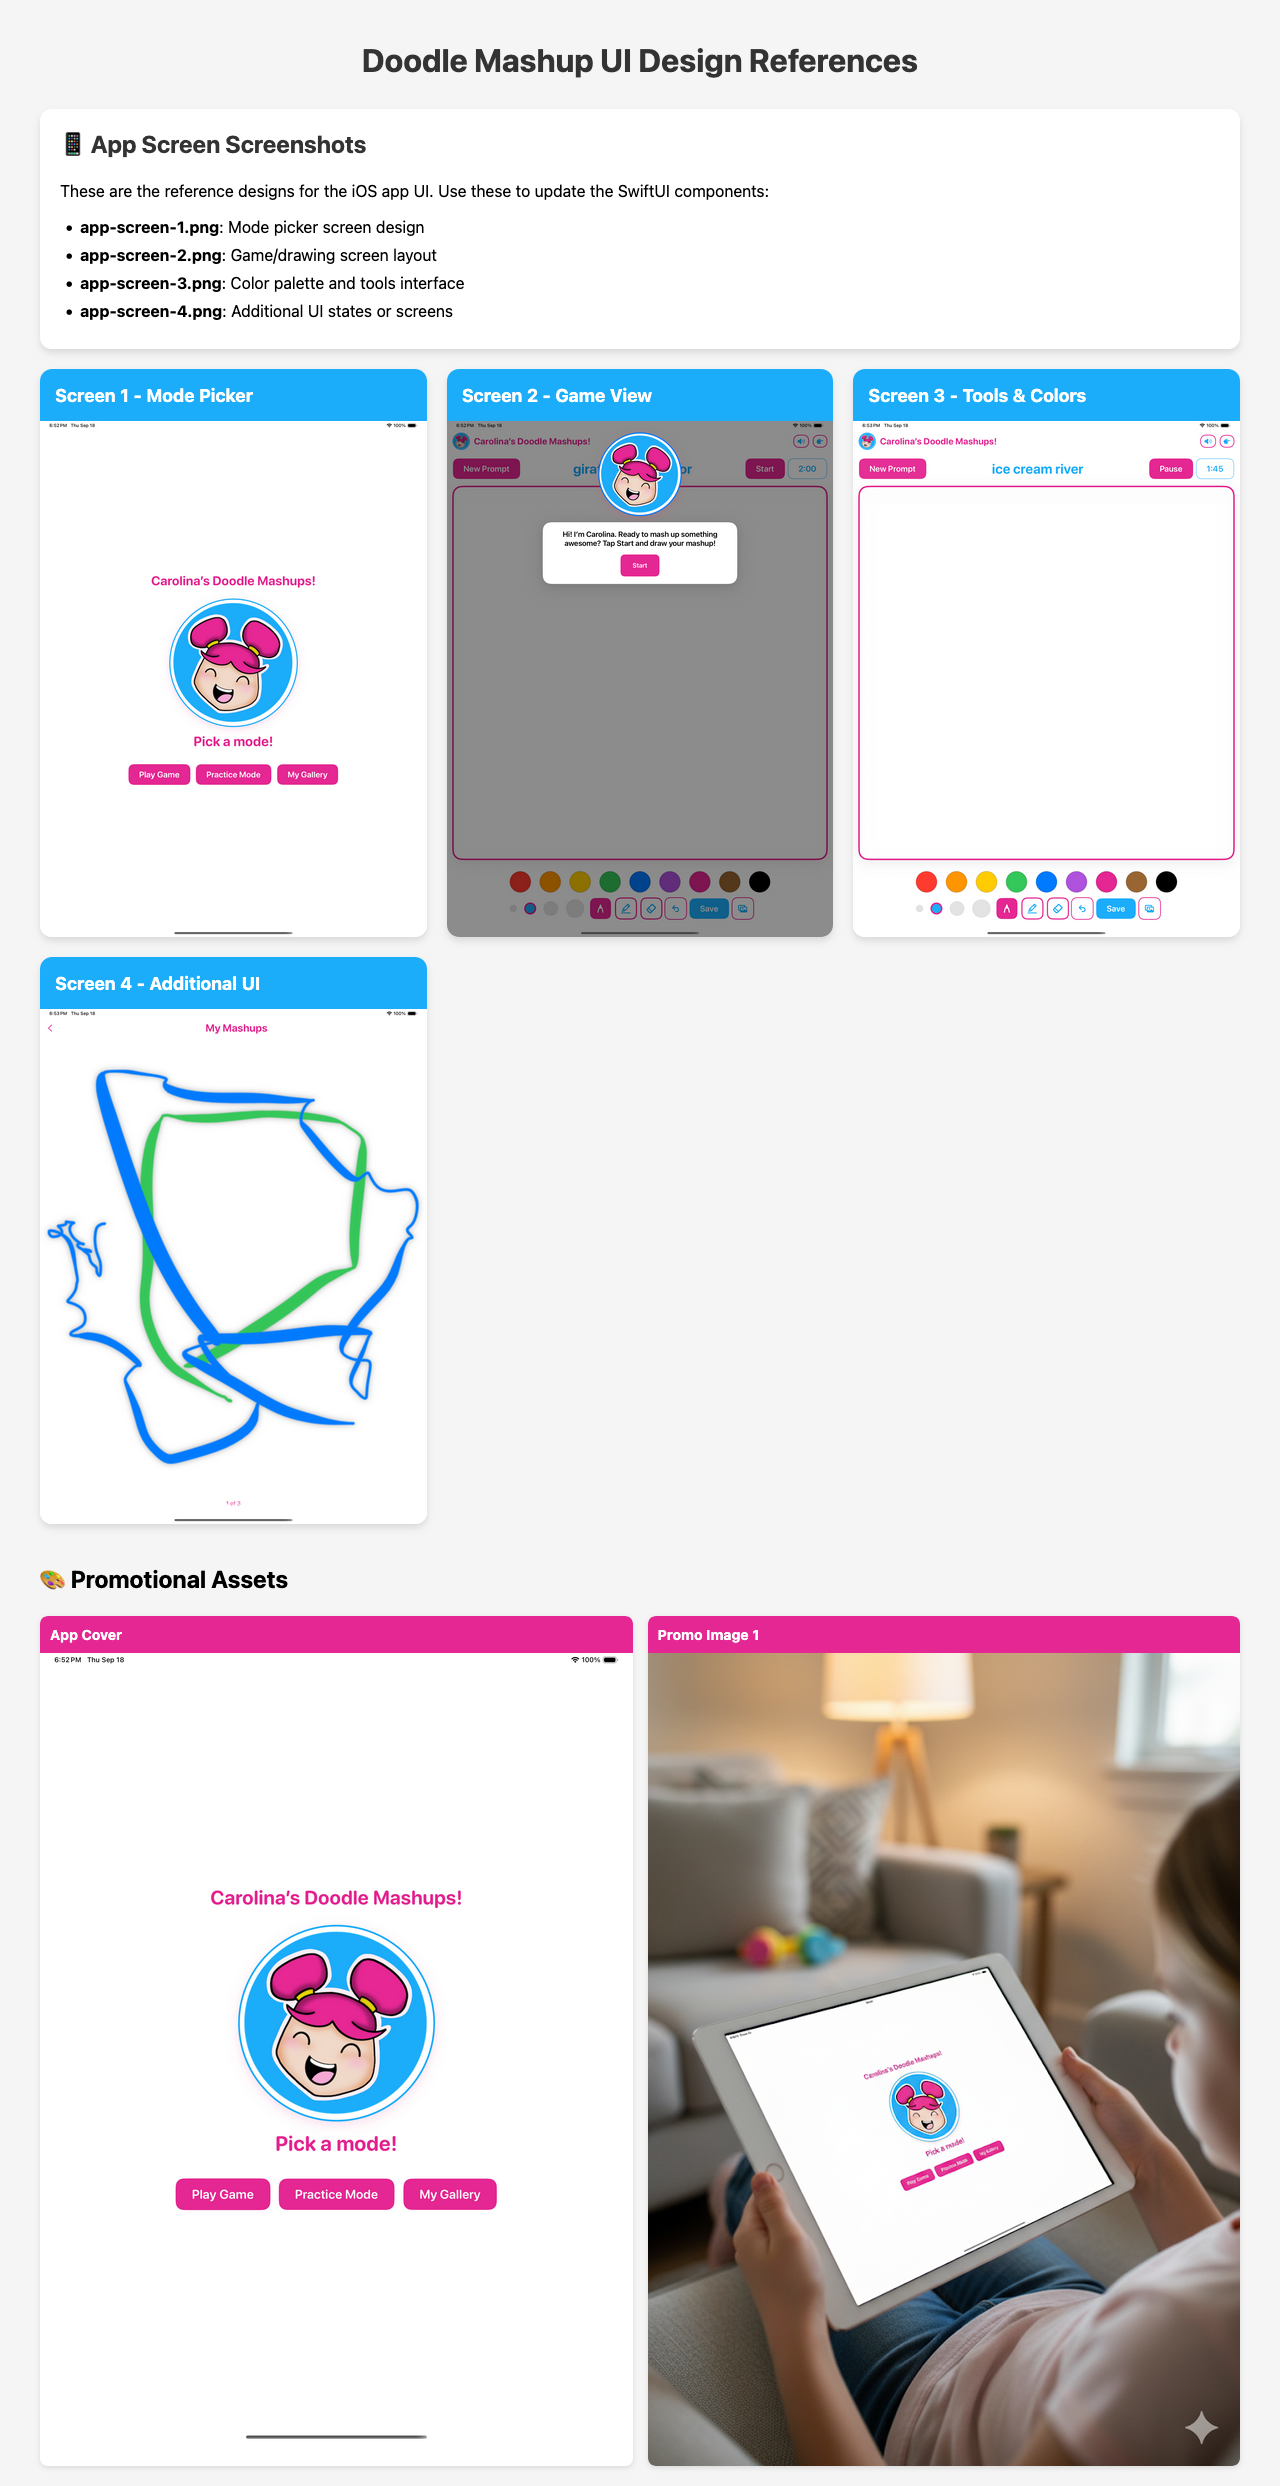 Doodle Mashup UI Design References
📱 App Screen Screenshots
These are the reference designs for the iOS app UI. Use these to update the SwiftUI components:
• app-screen-1.png: Mode picker screen design
• app-screen-2.png: Game/drawing screen layout
• app-screen-3.png: Color palette and tools interface
• app-screen-4.png: Additional UI states or screens
Screen 1 - Mode Picker
6:52 PM Thu Sep 18 100%
Carolina's Doodle Mashups!
Pick a mode!
Play Game Practice Mode My Gallery
Screen 2 - Game View
6:52 PM Thu Sep 18 100%
Carolina's Doodle Mashups!
New Prompt Start 2:00
Hi! I'm Carolina. Ready to mash up something
awesome? Tap Start and draw your mashup!
Start
Save
Screen 3 - Tools & Colors
6:53 PM Thu Sep 18 100%
Carolina's Doodle Mashups!
New Prompt ice cream river Pause 1:45
Save
Screen 4 - Additional UI
6:53 PM Thu Sep 18 100%
My Mashups
1 of 3
🎨 Promotional Assets
App Cover
6:52 PM Thu Sep 18 100%
Carolina's Doodle Mashups!
Pick a mode!
Play Game Practice Mode My Gallery
Promo Image 1
Carolina's Doodle Mashups!
Pick a mode!
Play Game Practice Mode My Gallery